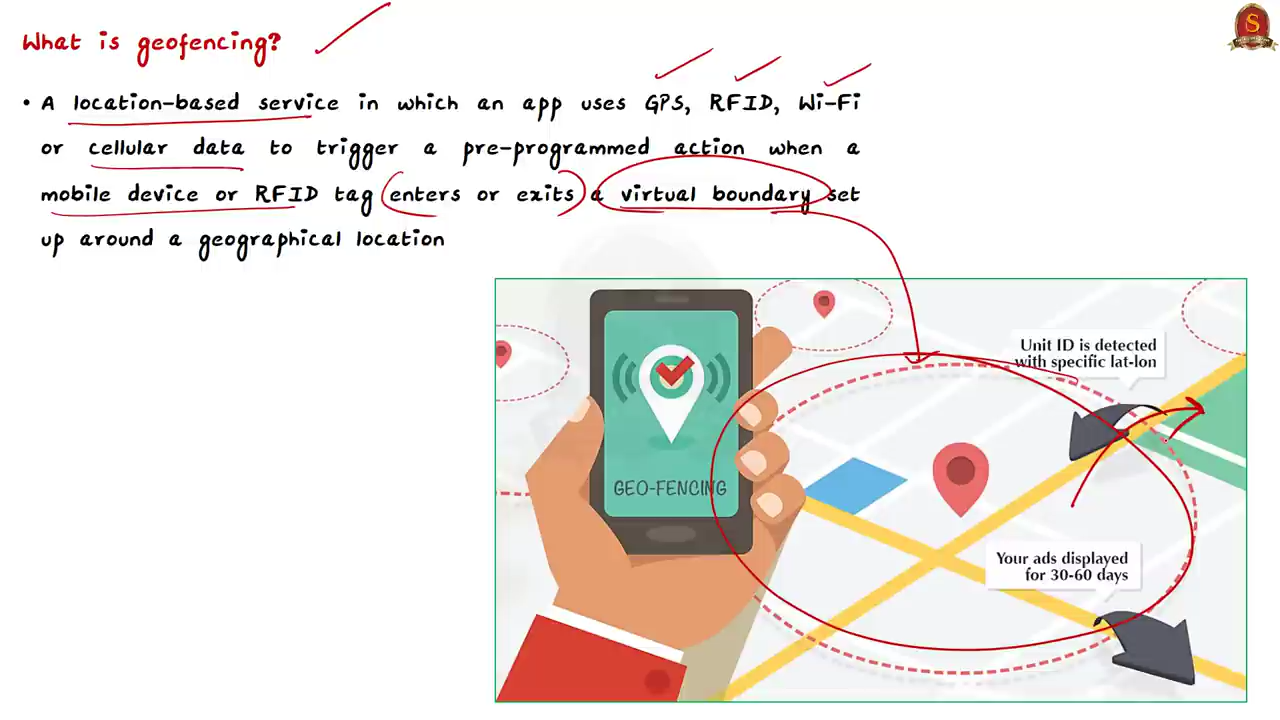 What is geofencing?
• A location-based service in which an app uses GPS, RFID, Wi-Fi
or cellular data to trigger a pre-programmed action when a
mobile device or RFID tag enters or exits a virtual boundary set
up around a geographical location
Unit ID is detected
with specific lat-lon
GEO-FENCING
Your ads displayed
for 30-60 days
S